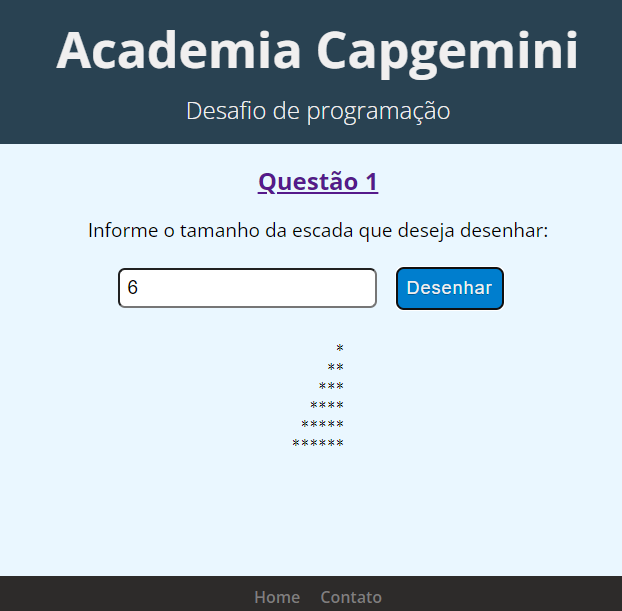 Academia Capgemini
Desafio de programação
Questão 1
Informe o tamanho da escada que deseja desenhar:
6 Desenhar
*
**
***
****
*****
******
Home Contato